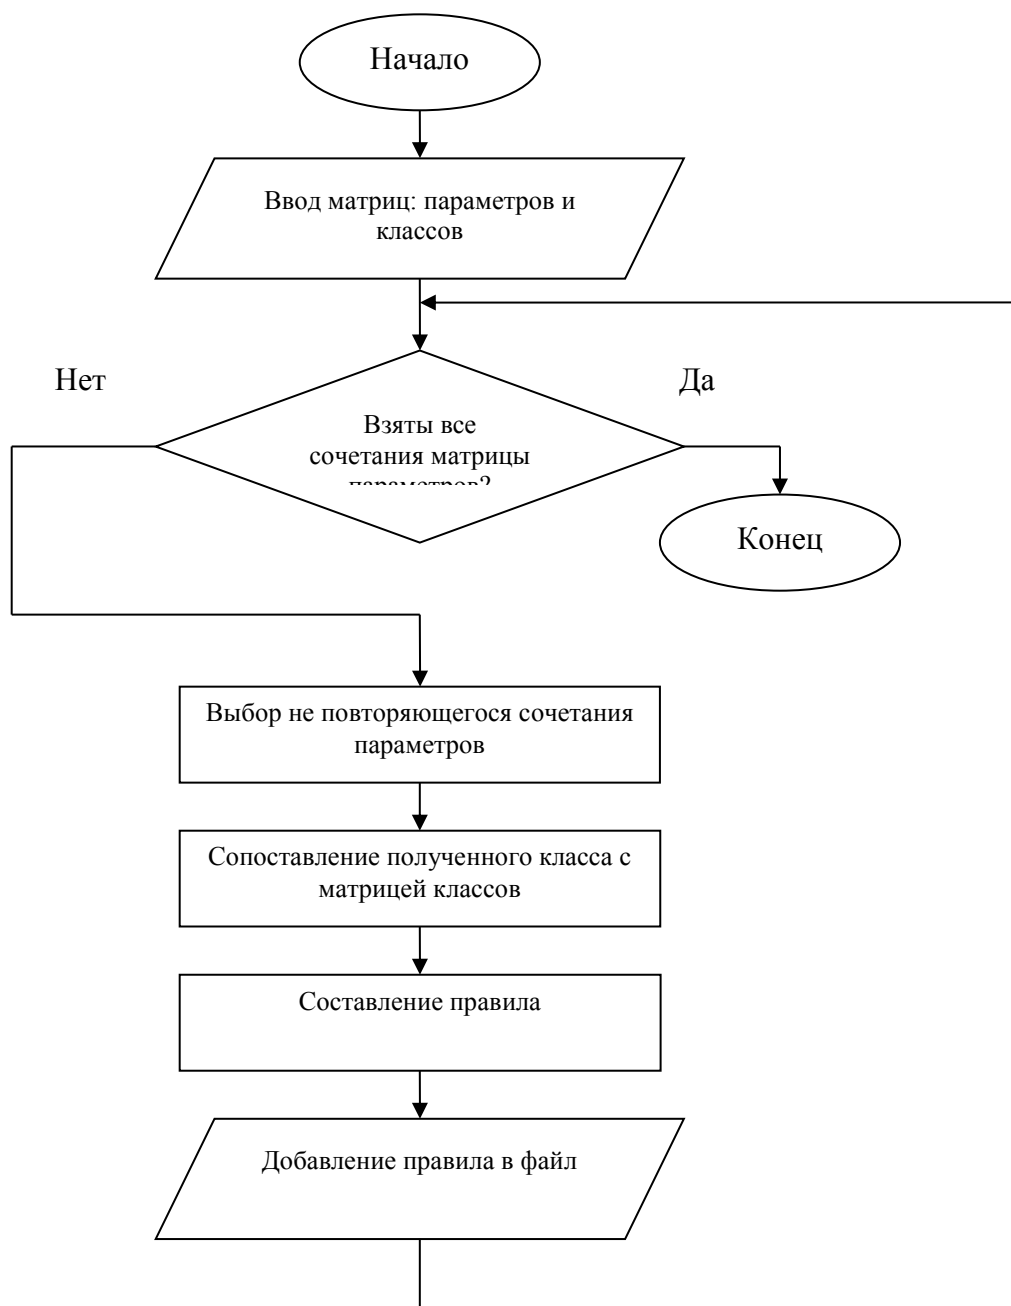 Начало
Ввод матриц: параметров и
классов
Нет
Да
Взяты все
сочетания матрицы
параметров?
Конец
Выбор не повторяющегося сочетания
параметров
Сопоставление полученного класса с
матрицей классов
Составление правила
Добавление правила в файл